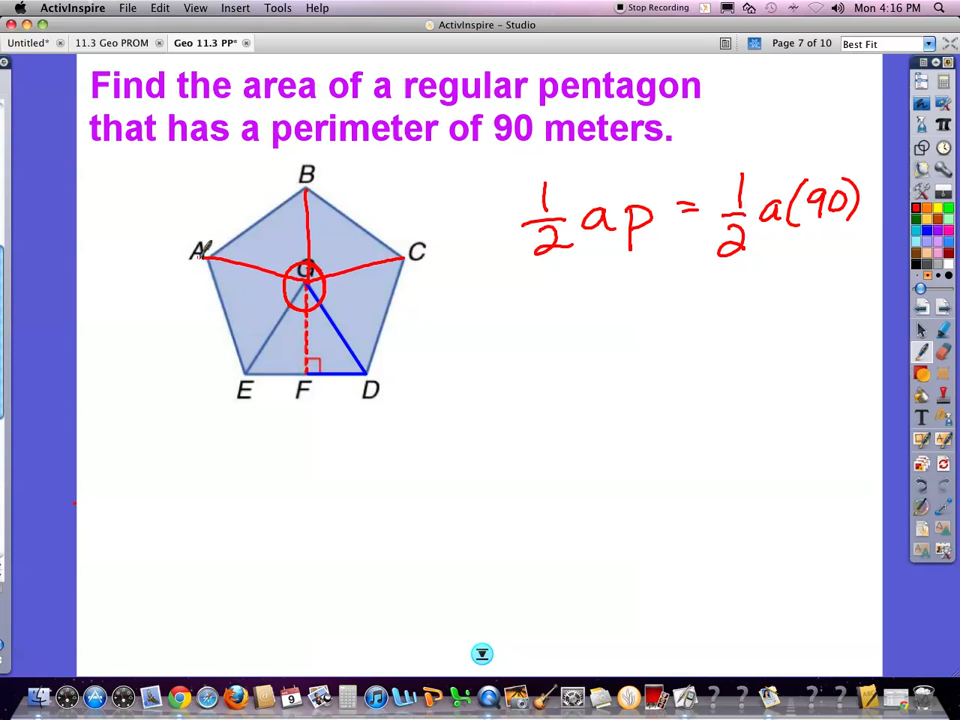 ActivInspire File Edit View Insert Tools Help Stop Recording Mon 4:16 PM
ActivInspire - Studio
Untitled* 11.3 Geo PROM Geo 11.3 PP* Page 7 of 10 Best Fit
Find the area of a regular pentagon
that has a perimeter of 90 meters.
1/2 a p = 1/2 a(90)
B
A C
G
E F D